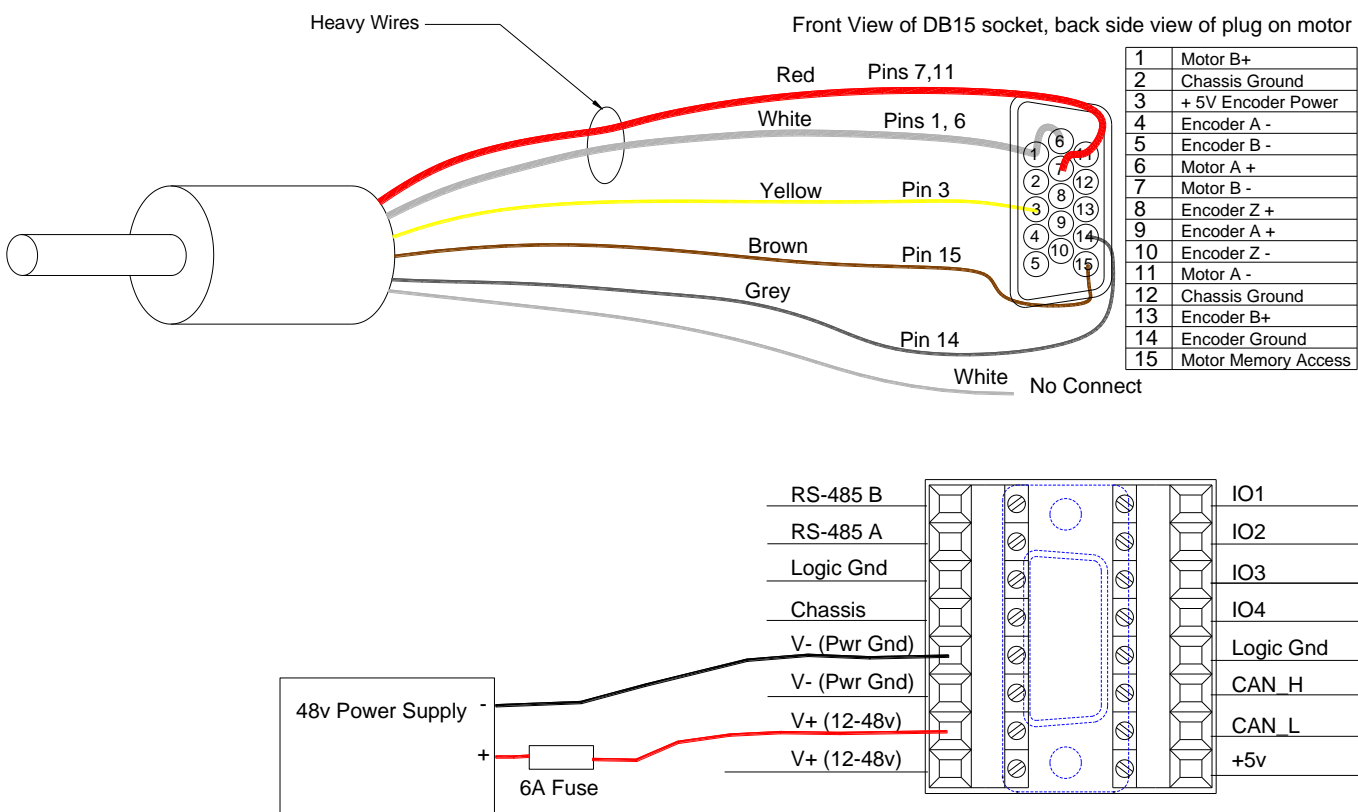 Heavy Wires
Front View of DB15 socket, back side view of plug on motor
Red Pins 7,11
White Pins 1, 6
Yellow Pin 3
Brown Pin 15
Grey
Pin 14
White No Connect
1 6 11
2 7 12
3 8 13
4 9 14
5 10 15
1 Motor B+
2 Chassis Ground
3 + 5V Encoder Power
4 Encoder A -
5 Encoder B -
6 Motor A +
7 Motor B -
8 Encoder Z +
9 Encoder A +
10 Encoder Z -
11 Motor A -
12 Chassis Ground
13 Encoder B+
14 Encoder Ground
15 Motor Memory Access
RS-485 B
RS-485 A
Logic Gnd
Chassis
V- (Pwr Gnd)
V- (Pwr Gnd)
V+ (12-48v)
V+ (12-48v)
IO1
IO2
IO3
IO4
Logic Gnd
CAN_H
CAN_L
+5v
48v Power Supply -
+
6A Fuse